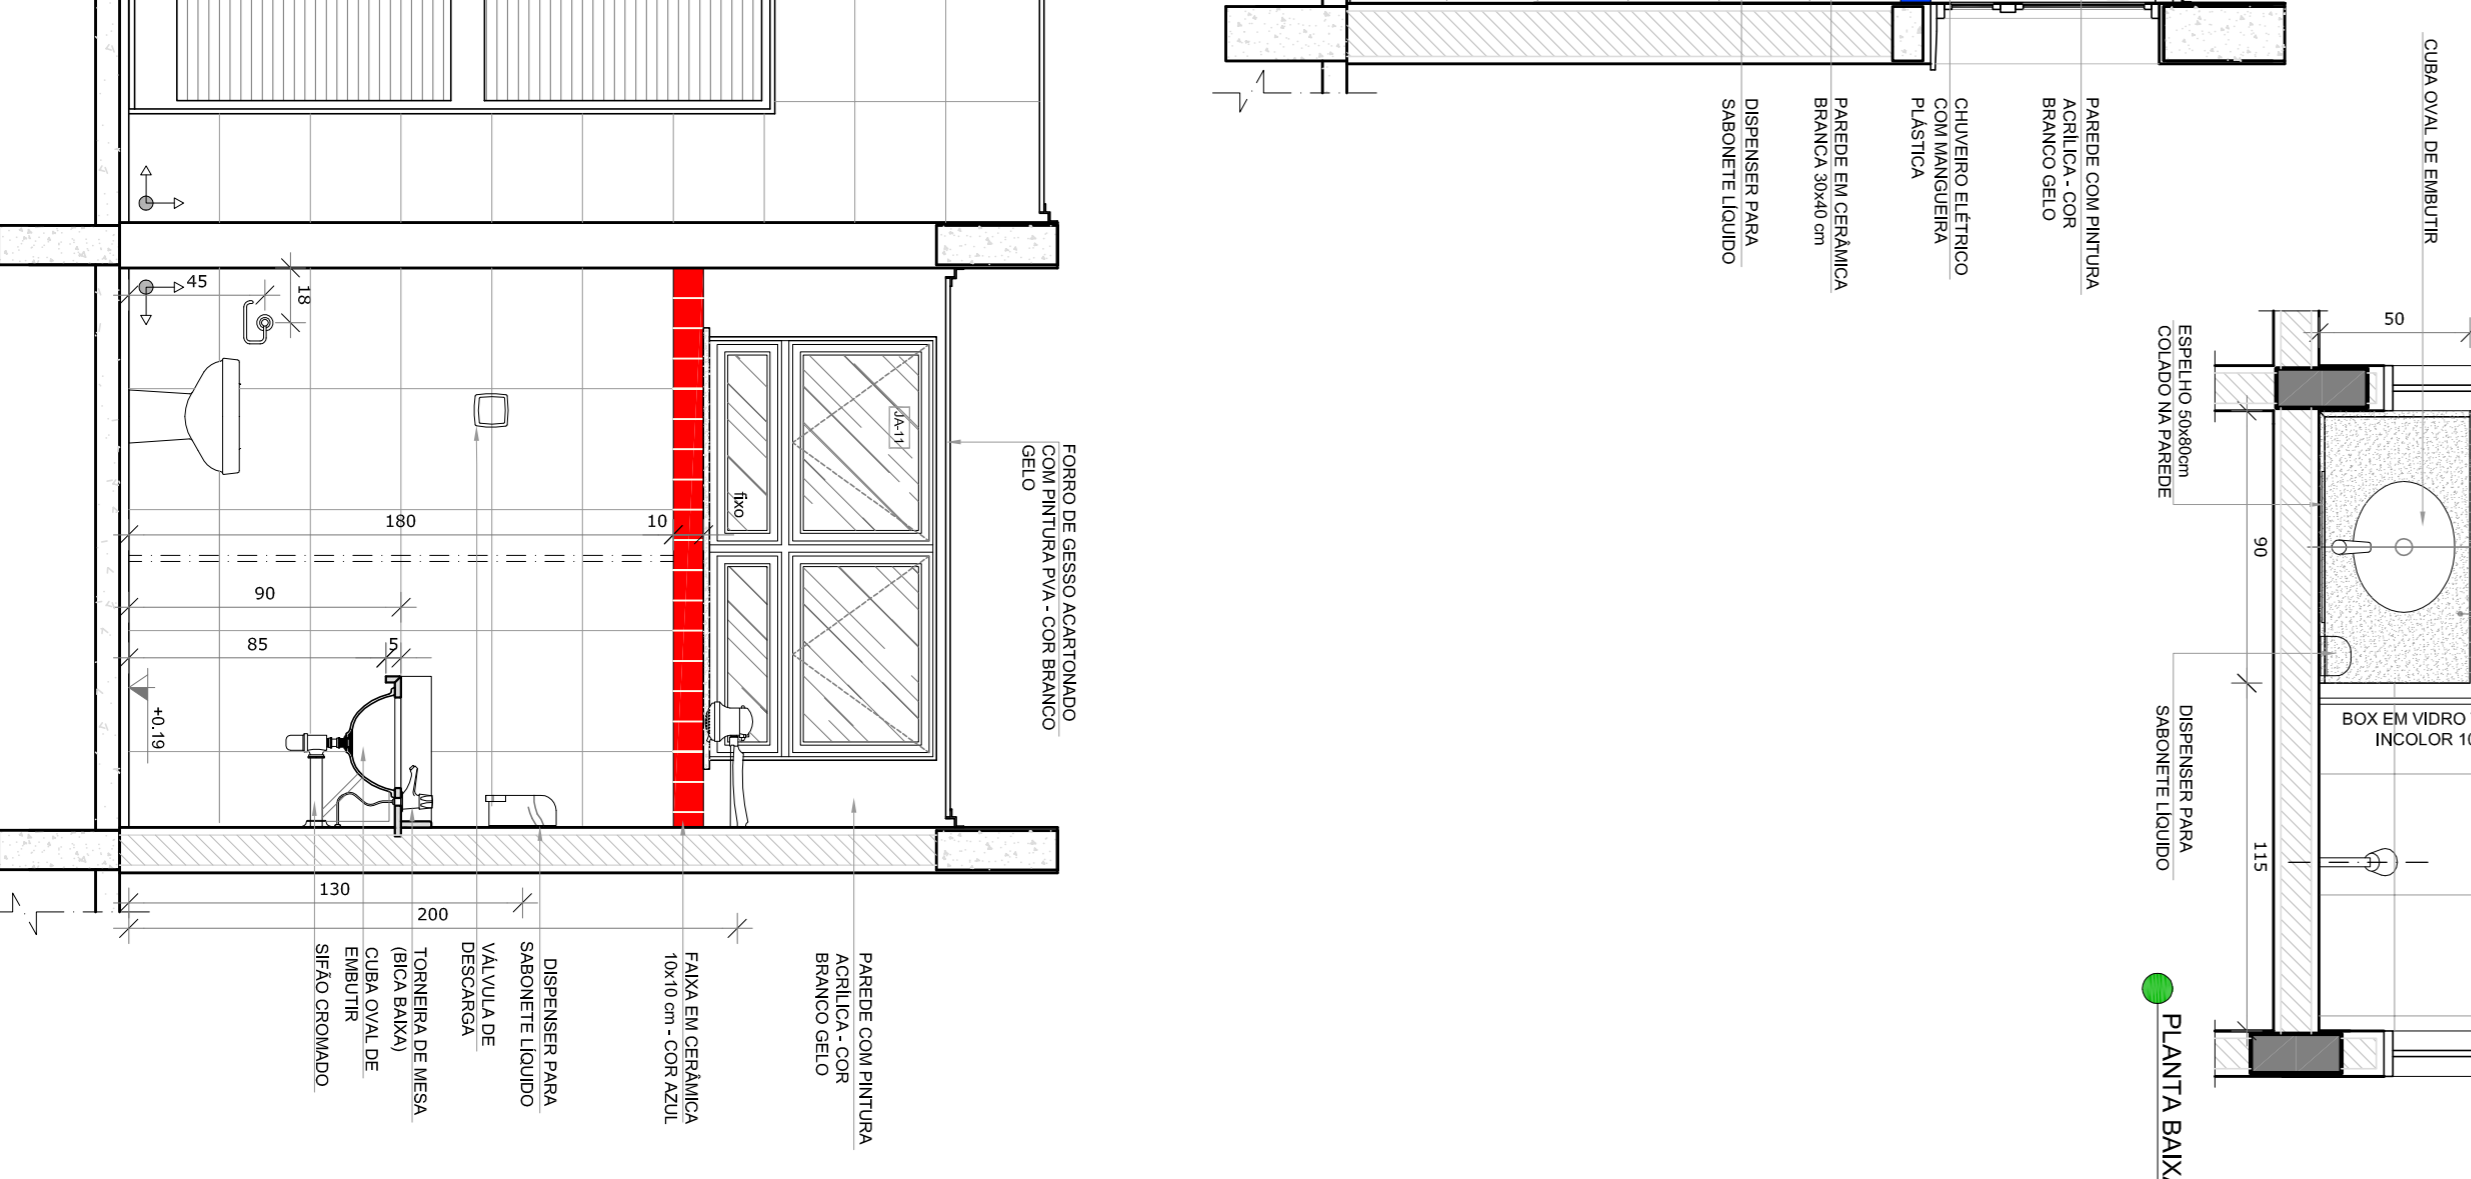 DISPENSER PARA
SABONETE LÍQUIDO
PAREDE EM CERÂMICA
BRANCA 30x40 cm
CHUVEIRO ELÉTRICO
COM MANGUEIRA
PLÁSTICA
PAREDE COM PINTURA
ACRÍLICA - COR
BRANCO GELO
CUBA OVAL DE EMBUTIR
45
18
JA-11
fixo
180
10
90
85
5
+0.19
FORRO DE GESSO ACARTONADO
COM PINTURA PVA - COR BRANCO
GELO
130
200
SIFÃO CROMADO
CUBA OVAL DE
EMBUTIR
TORNEIRA DE MESA
(BICA BAIXA)
VÁLVULA DE
DESCARGA
DISPENSER PARA
SABONETE LÍQUIDO
FAIXA EM CERÂMICA
10x10 cm - COR AZUL
PAREDE COM PINTURA
ACRÍLICA - COR
BRANCO GELO
50
ESPELHO 50x80cm
COLADO NA PAREDE
90
DISPENSER PARA
SABONETE LÍQUIDO
BOX EM VIDRO
INCOLOR 10
115
PLANTA BAIX